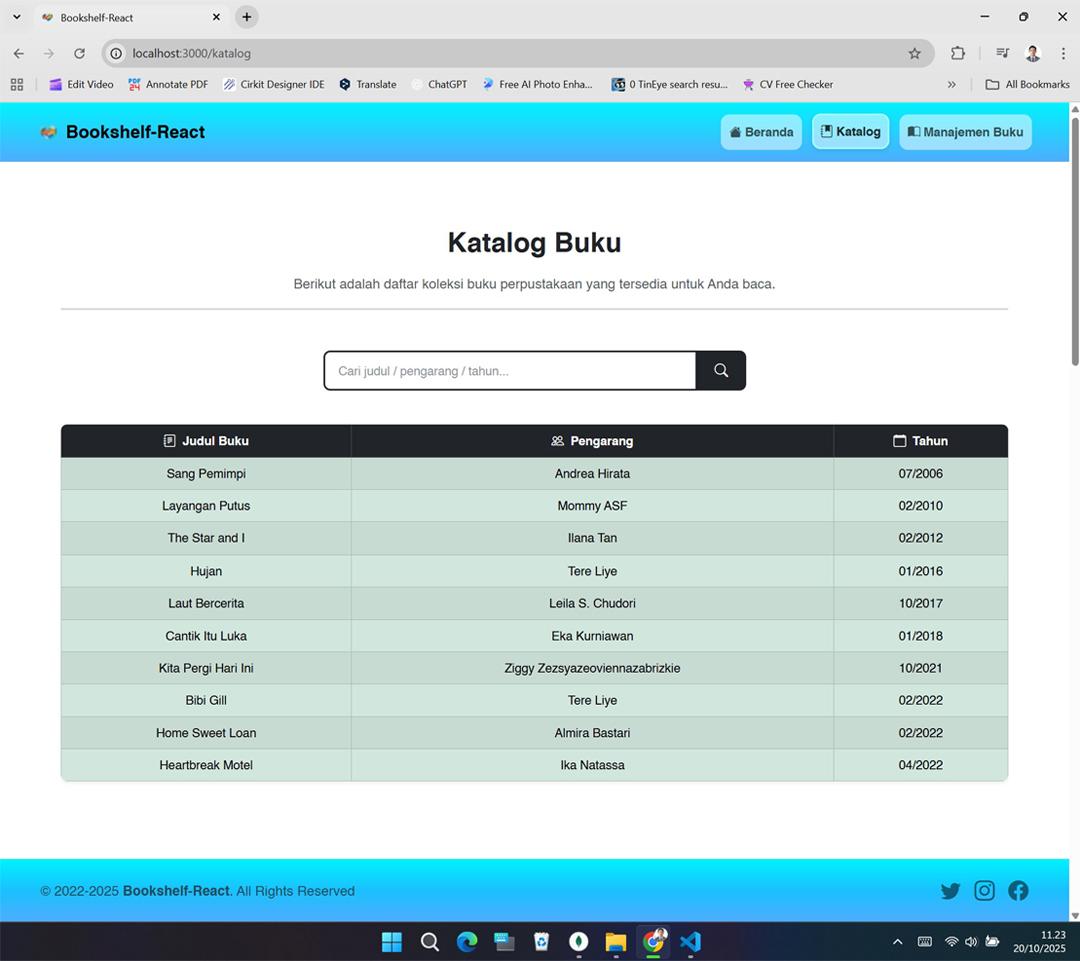 Bookshelf-React
localhost:3000/katalog
Edit Video
PDF 24 Annotate PDF
Cirkit Designer IDE
Translate
ChatGPT
Free AI Photo Enha...
0 TinEye search resu...
CV Free Checker
»
All Bookmarks
Bookshelf-React
Beranda
Katalog
Manajemen Buku
Katalog Buku
Berikut adalah daftar koleksi buku perpustakaan yang tersedia untuk Anda baca.
Cari judul / pengarang / tahun...
Judul Buku Pengarang Tahun
Sang Pemimpi Andrea Hirata 07/2006
Layangan Putus Mommy ASF 02/2010
The Star and I Ilana Tan 02/2012
Hujan Tere Liye 01/2016
Laut Bercerita Leila S. Chudori 10/2017
Cantik Itu Luka Eka Kurniawan 01/2018
Kita Pergi Hari Ini Ziggy Zezsyazeoviennazabrizkie 10/2021
Bibi Gill Tere Liye 02/2022
Home Sweet Loan Almira Bastari 02/2022
Heartbreak Motel Ika Natassa 04/2022
© 2022-2025 Bookshelf-React. All Rights Reserved
11.23
20/10/2025